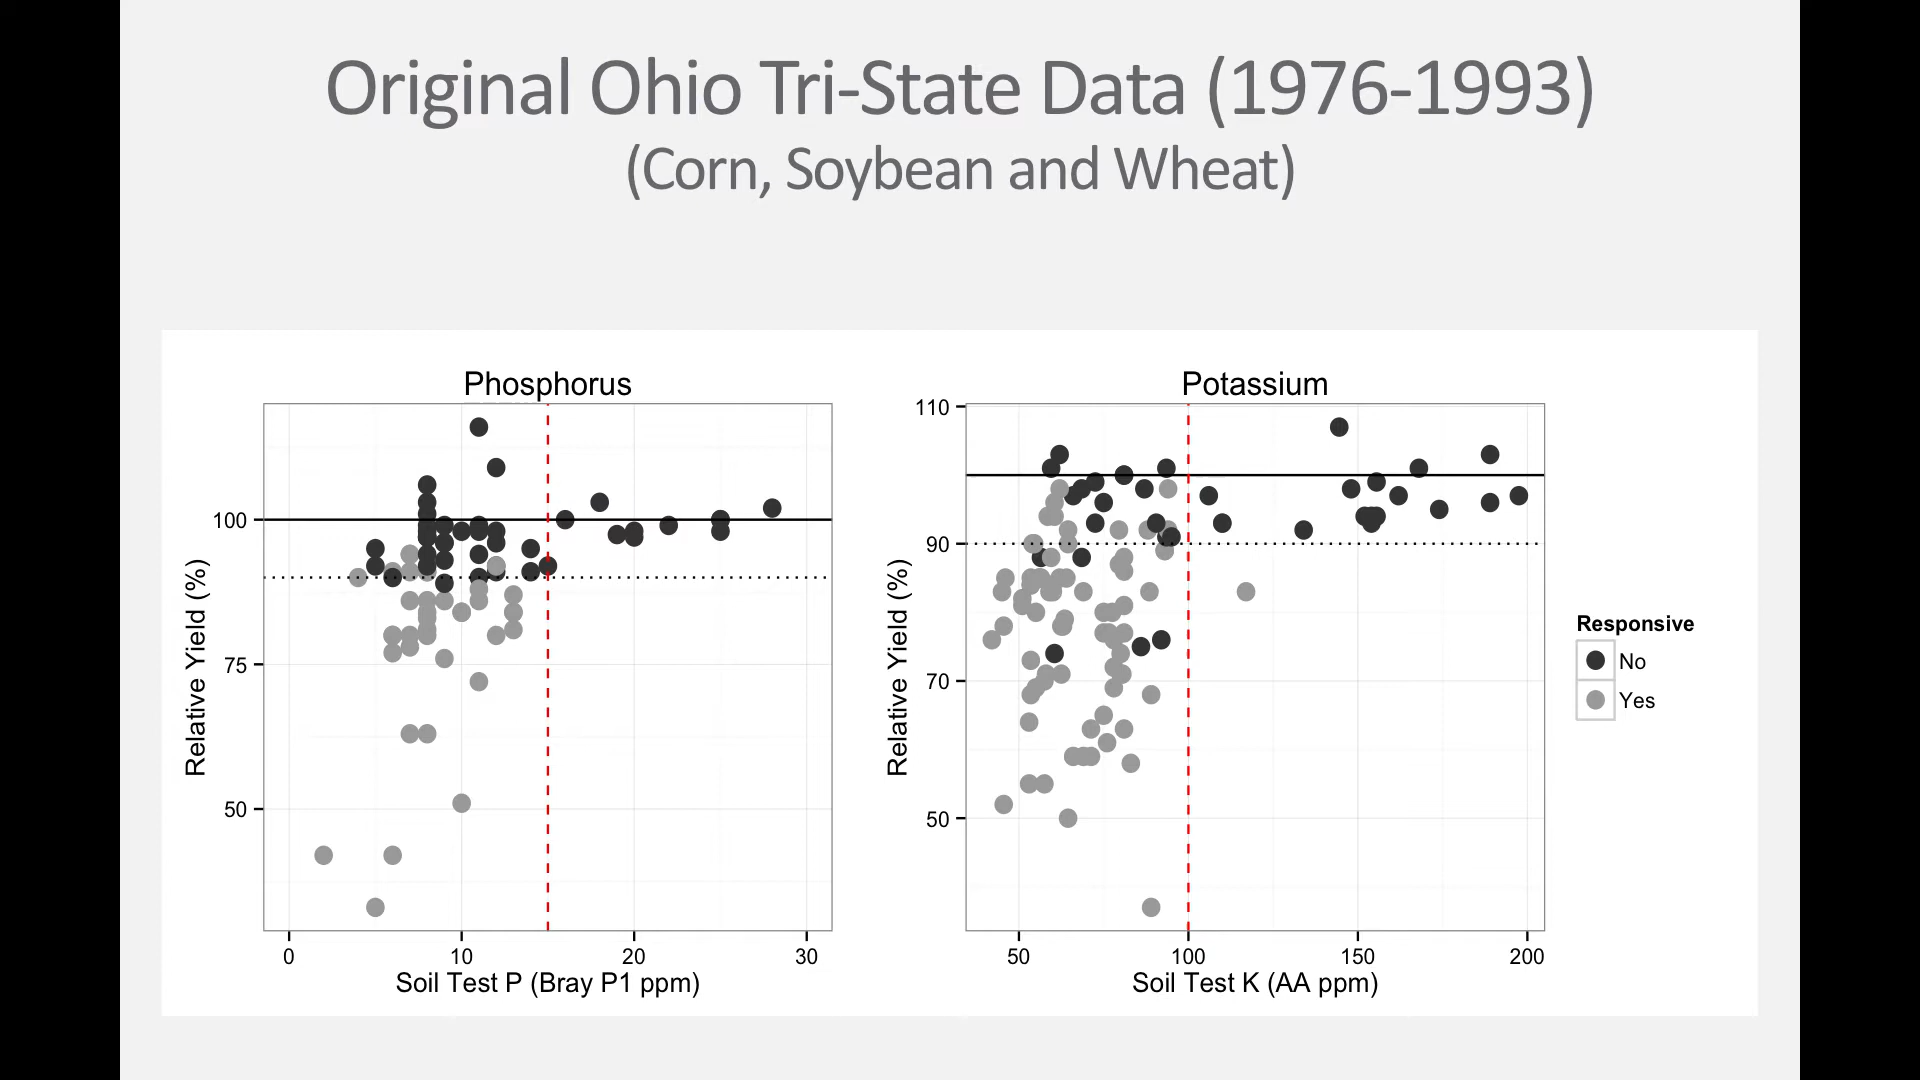 Original Ohio Tri-State Data (1976-1993)
(Corn, Soybean and Wheat)
Phosphorus
Relative Yield (%)
100
75
50
0 10 20 30
Soil Test P (Bray P1 ppm)
Potassium
Relative Yield (%)
110
90
70
50
50 100 150 200
Soil Test K (AA ppm)
Responsive
No
Yes